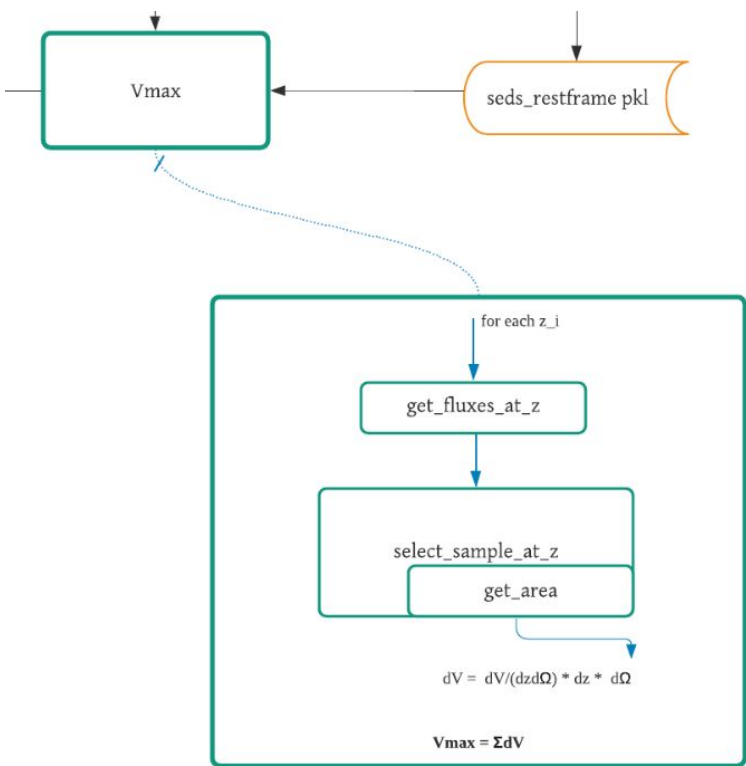 Vmax
seds_restframe pkl
for each z_i
get_fluxes_at_z
select_sample_at_z
get_area
dV = dV/(dzdΩ) * dz * dΩ
Vmax = ΣdV